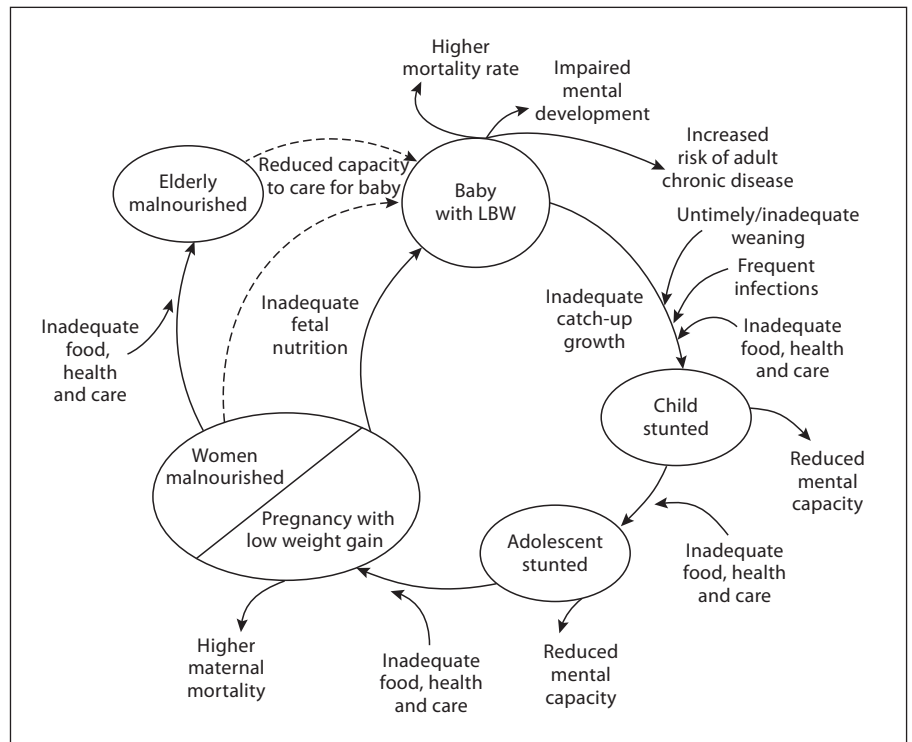 Higher
mortality rate
Impaired
mental
development
Increased
risk of adult
chronic disease
Elderly
malnourished
Reduced capacity
to care for baby
Baby
with LBW
Untimely/inadequate
weaning
Frequent
infections
Inadequate
food, health
and care
Inadequate
catch-up
growth
Inadequate
fetal
nutrition
Inadequate
food,
health
and care
Child
stunted
Reduced
mental
capacity
Women
malnourished
Pregnancy with
low weight gain
Adolescent
stunted
Inadequate
food, health
and care
Higher
maternal
mortality
Inadequate
food, health
and care
Reduced
mental
capacity